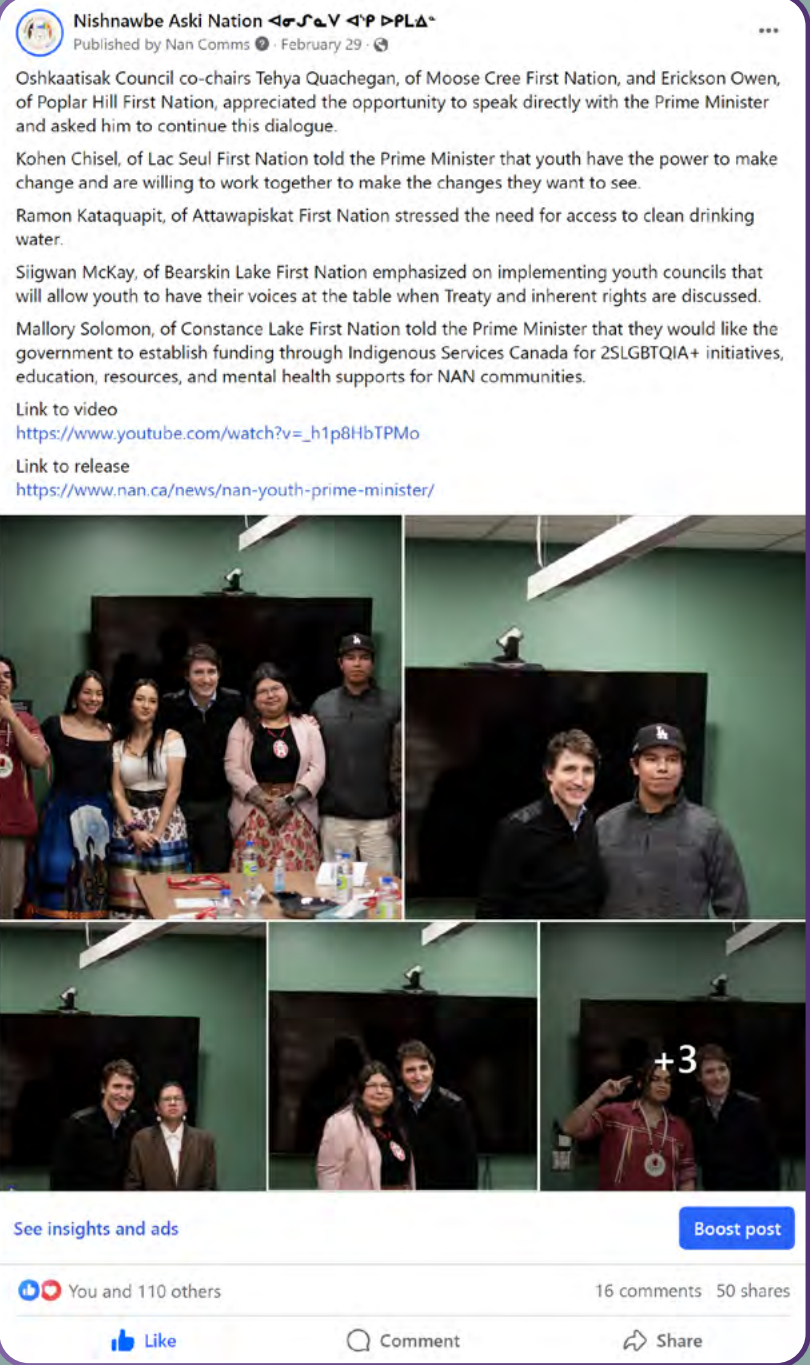 Nishnawbe Aski Nation ᐊᓂᔑᓇᐯ ᐊᔅᑭ ᐅᑭᒪᐎᓐ
Published by Nan Comms · February 29 ·
Oshkaatisak Council co-chairs Tehya Quachegan, of Moose Cree First Nation, and Erickson Owen,
of Poplar Hill First Nation, appreciated the opportunity to speak directly with the Prime Minister
and asked him to continue this dialogue.
Kohen Chisel, of Lac Seul First Nation told the Prime Minister that youth have the power to make
change and are willing to work together to make the changes they want to see.
Ramon Kataquapit, of Attawapiskat First Nation stressed the need for access to clean drinking
water.
Siigwan McKay, of Bearskin Lake First Nation emphasized on implementing youth councils that
will allow youth to have their voices at the table when Treaty and inherent rights are discussed.
Mallory Solomon, of Constance Lake First Nation told the Prime Minister that they would like the
government to establish funding through Indigenous Services Canada for 2SLGBTQIA+ initiatives,
education, resources, and mental health supports for NAN communities.
Link to video
https://www.youtube.com/watch?v=_h1p8HbTPMo
Link to release
https://www.nan.ca/news/nan-youth-prime-minister/
LA
LA
+3
See insights and ads
Boost post
You and 110 others
16 comments 50 shares
Like
Comment
Share